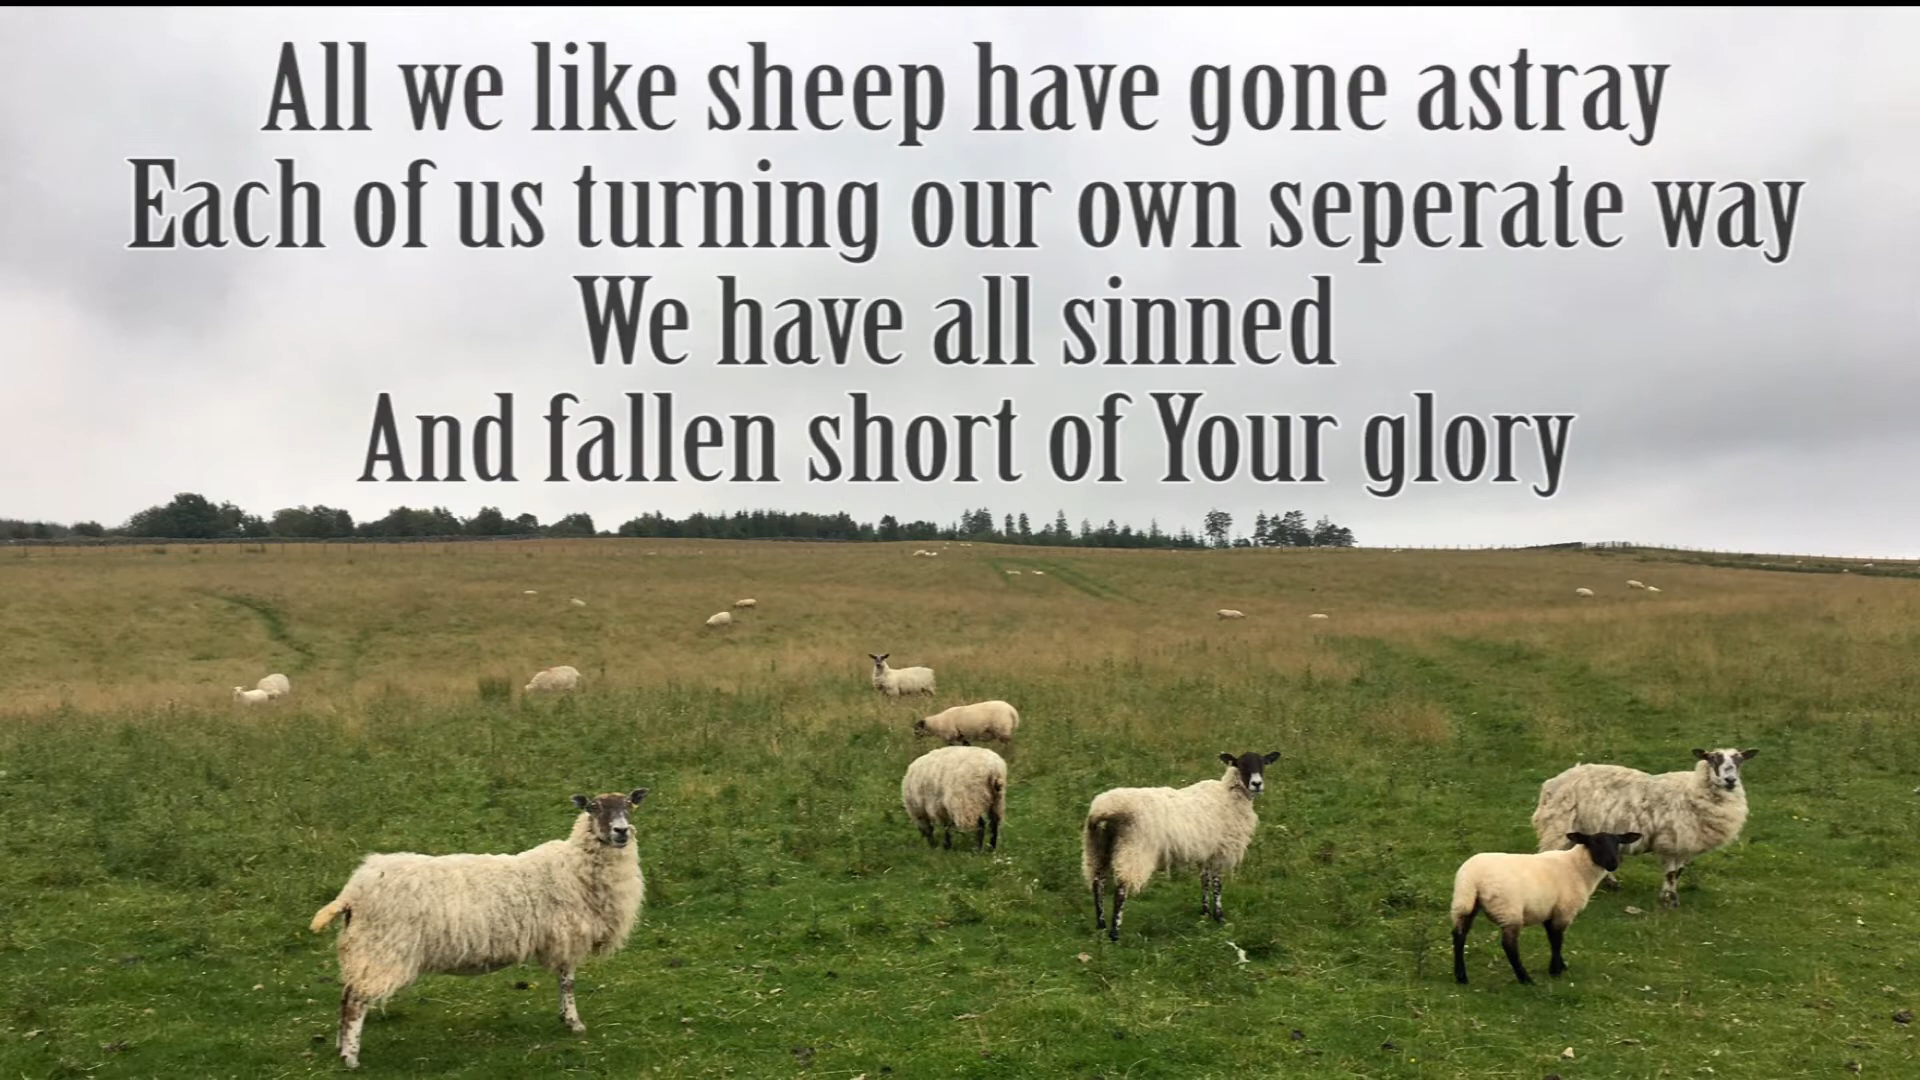 All we like sheep have gone astray
Each of us turning our own seperate way
We have all sinned
And fallen short of Your glory